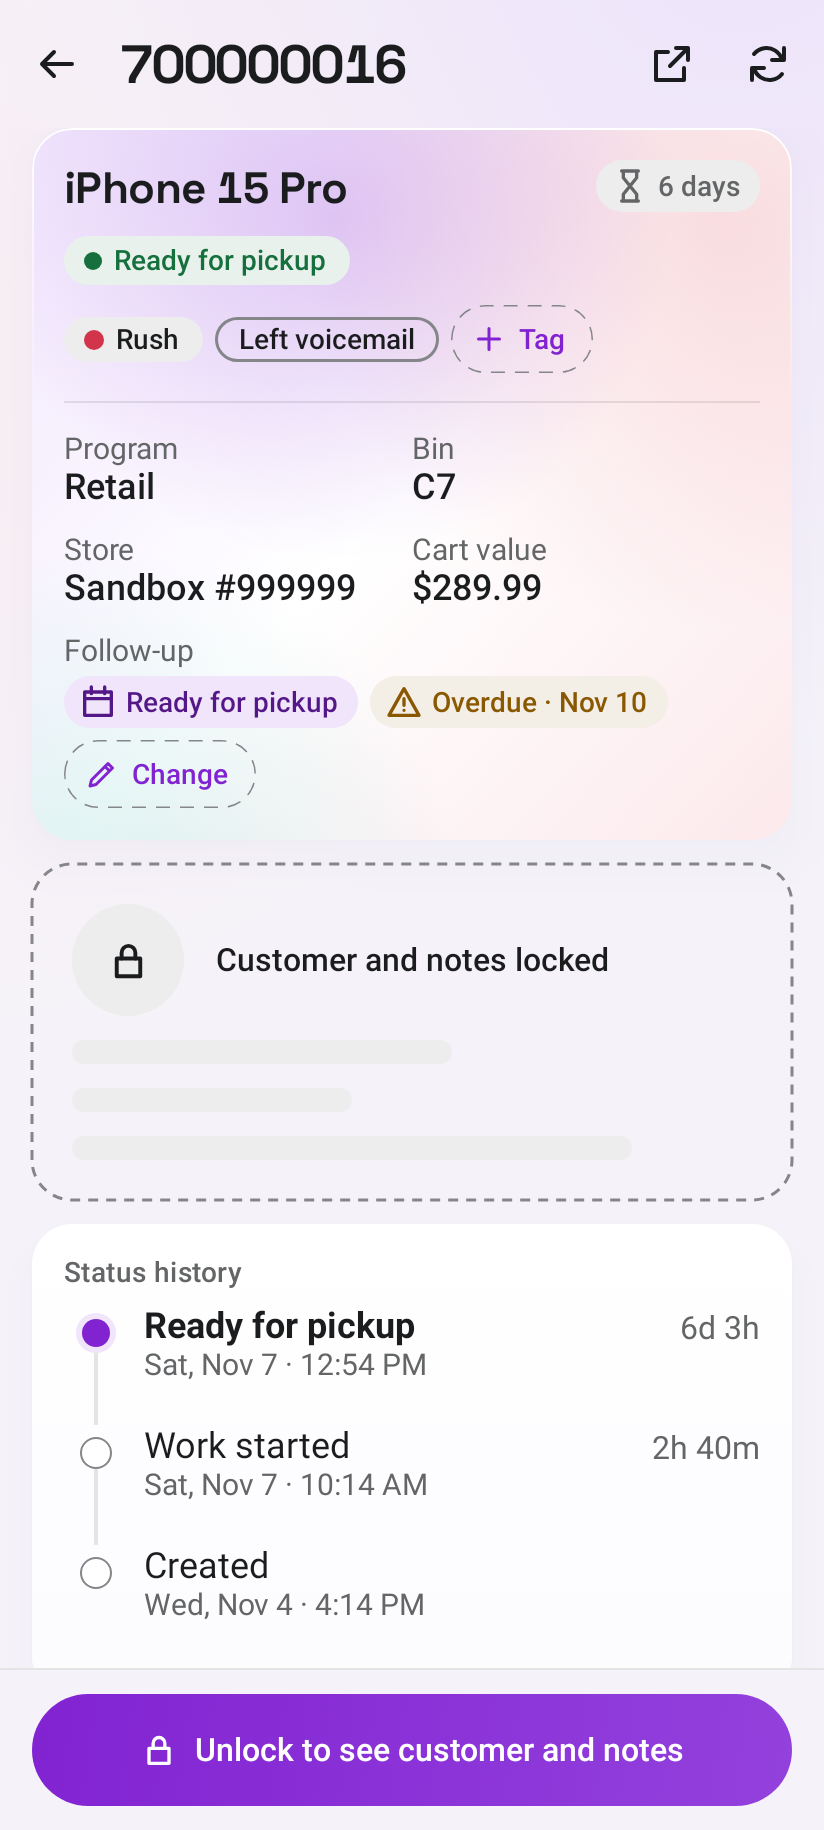 700000016
iPhone 15 Pro
6 days
Ready for pickup
Rush
Left voicemail
Tag
Program
Bin
Retail
C7
Store
Cart value
Sandbox #999999
$289.99
Follow-up
Ready for pickup
Overdue · Nov 10
Change
Customer and notes locked
Status history
Ready for pickup
6d 3h
Sat, Nov 7 · 12:54 PM
Work started
2h 40m
Sat, Nov 7 · 10:14 AM
Created
Wed, Nov 4 · 4:14 PM
Unlock to see customer and notes